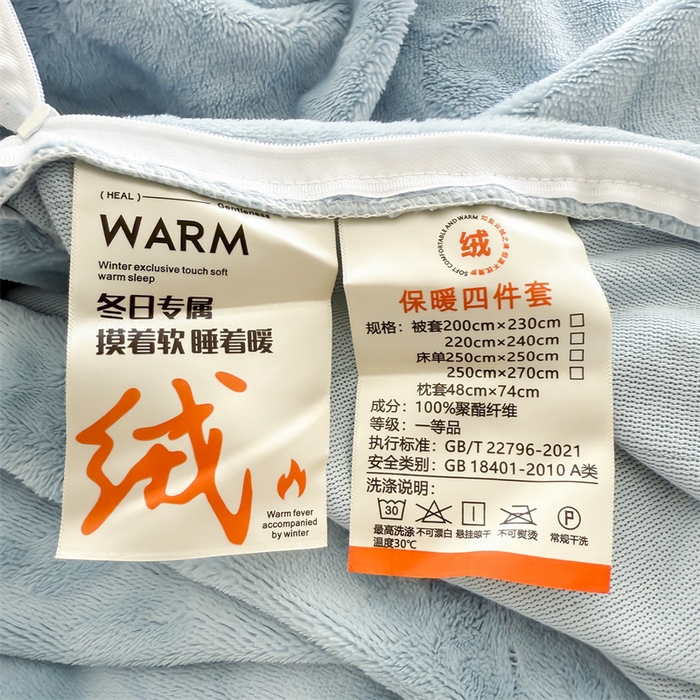 ( HEAL )
Gentleness
WARM
Winter exclusive touch soft
warm sleep
冬日专属
摸着软 睡着暖
绒
Warm fever
accompanied
by winter
SOFT COMFORTABLE AND WARM
绒
保暖四件套
规格：被套200cm×230cm
220cm×240cm
床单250cm×250cm
250cm×270cm
枕套48cm×74cm
成分：100%聚酯纤维
等级：一等品
执行标准：GB/T 22796-2021
安全类别：GB 18401-2010 A类
洗涤说明：
30
P
最高洗涤 不可漂白 悬挂晾干 不可熨烫 常规干洗
温度30℃